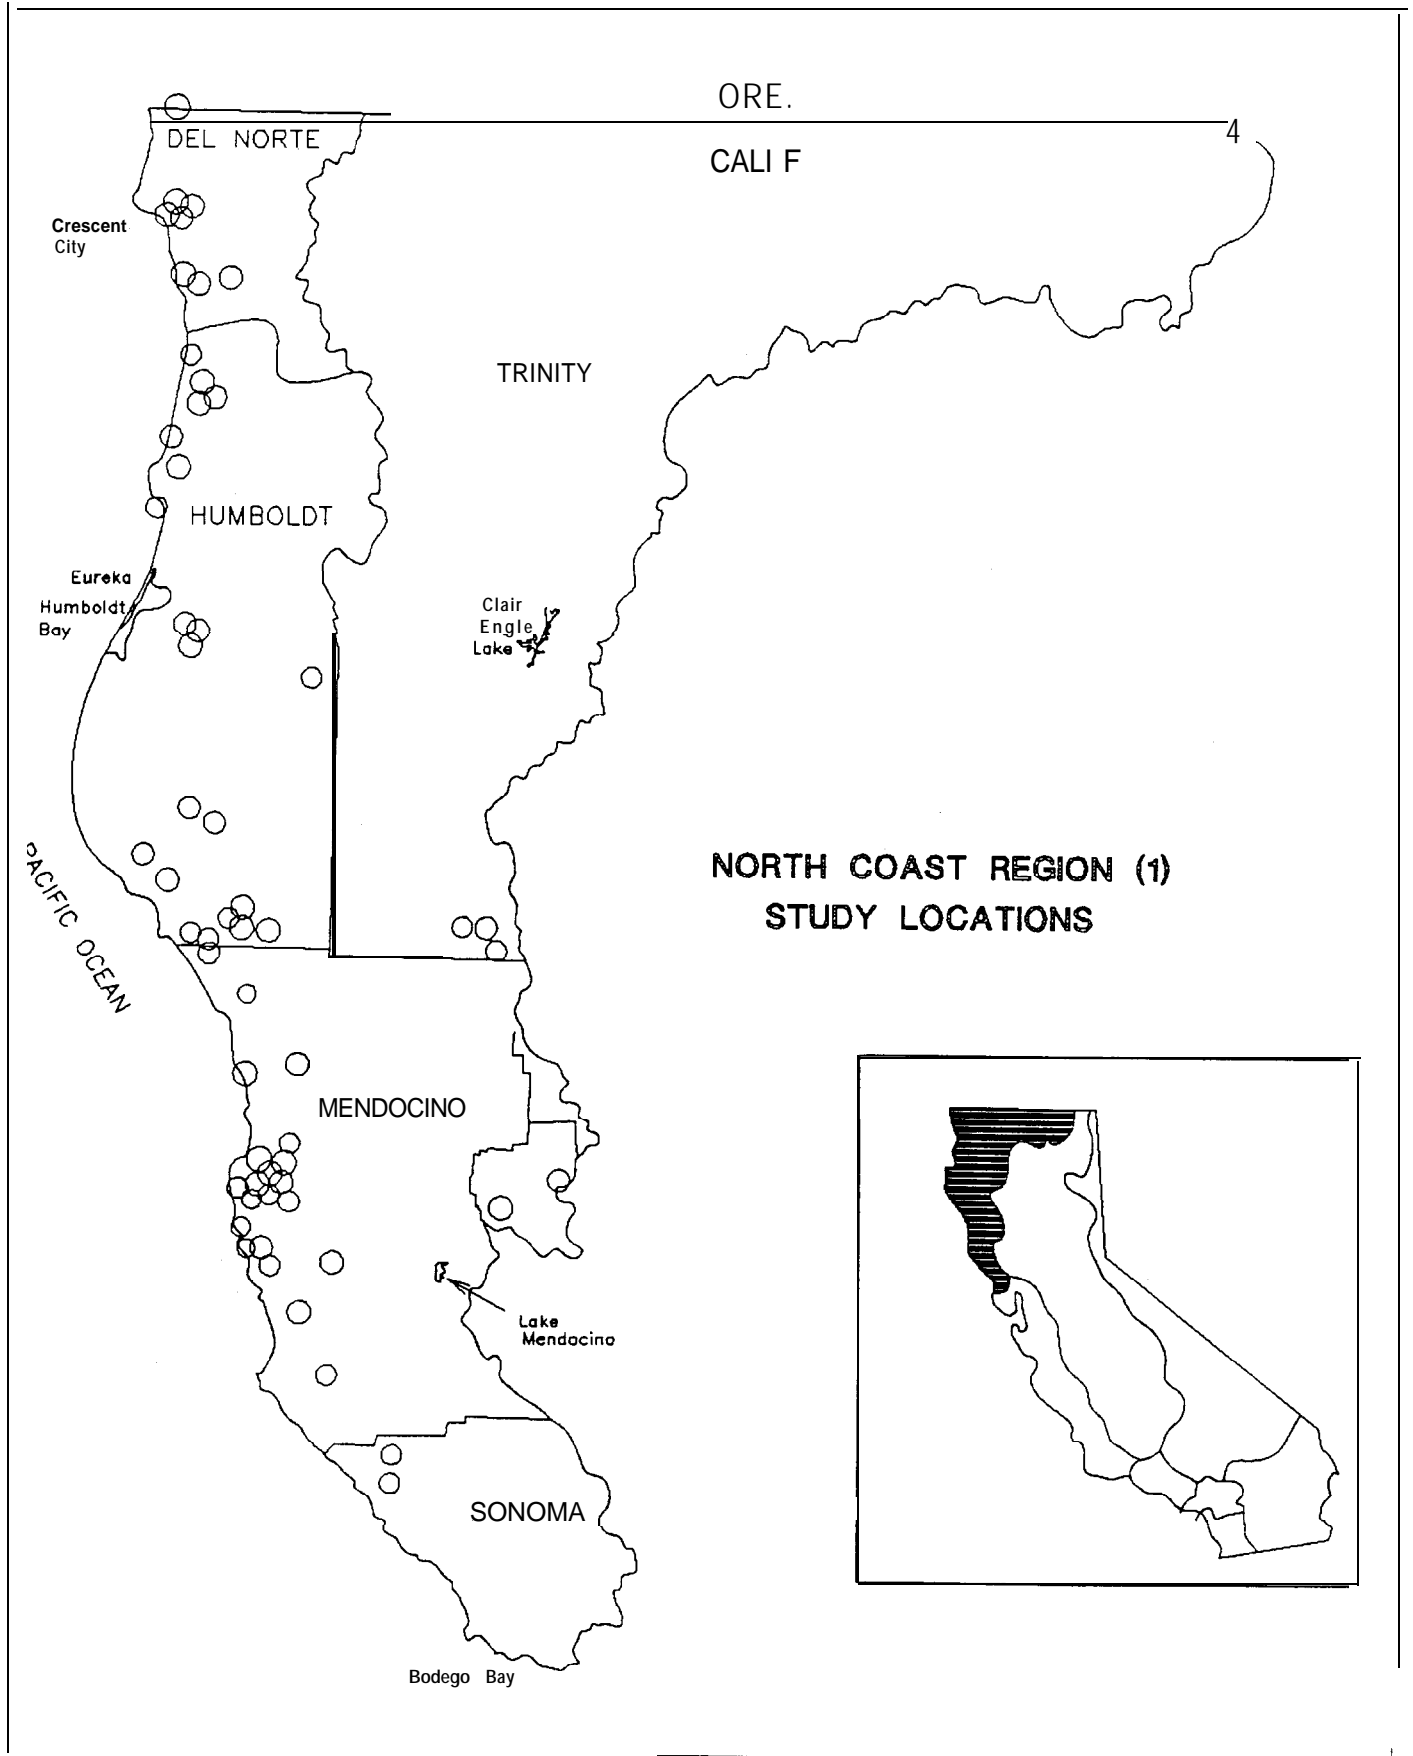 ORE.
DEL NORTE
4
CALI F
Crescent
City
TRINITY
HUMBOLDT
Eureka
Humboldt
Bay
Clair
Engle
Lake
NORTH COAST REGION (1)
STUDY LOCATIONS
PACIFIC OCEAN
MENDOCINO
Lake
Mendocino
SONOMA
Bodego Bay